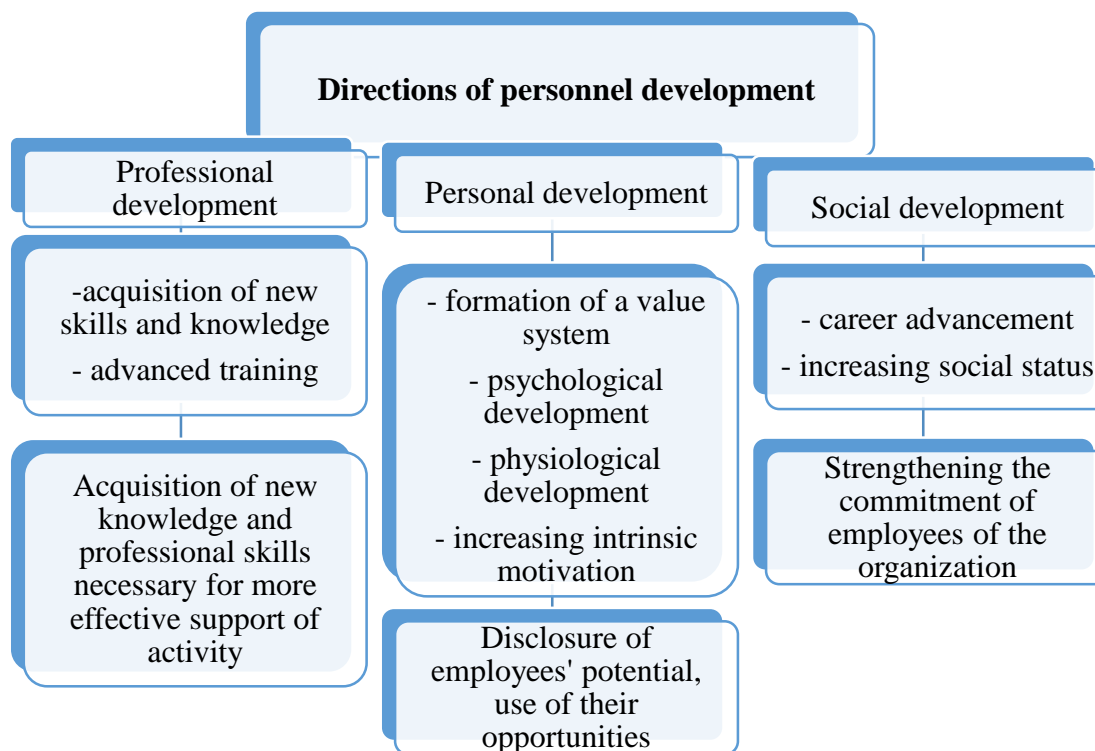 Directions of personnel development
Professional
development
-acquisition of new
skills and knowledge
- advanced training
Acquisition of new
knowledge and
professional skills
necessary for more
effective support of
activity
Personal development
- formation of a value
system
- psychological
development
- physiological
development
- increasing intrinsic
motivation
Disclosure of
employees' potential,
use of their
opportunities
Social development
- career advancement
- increasing social status
Strengthening the
commitment of
employees of the
organization